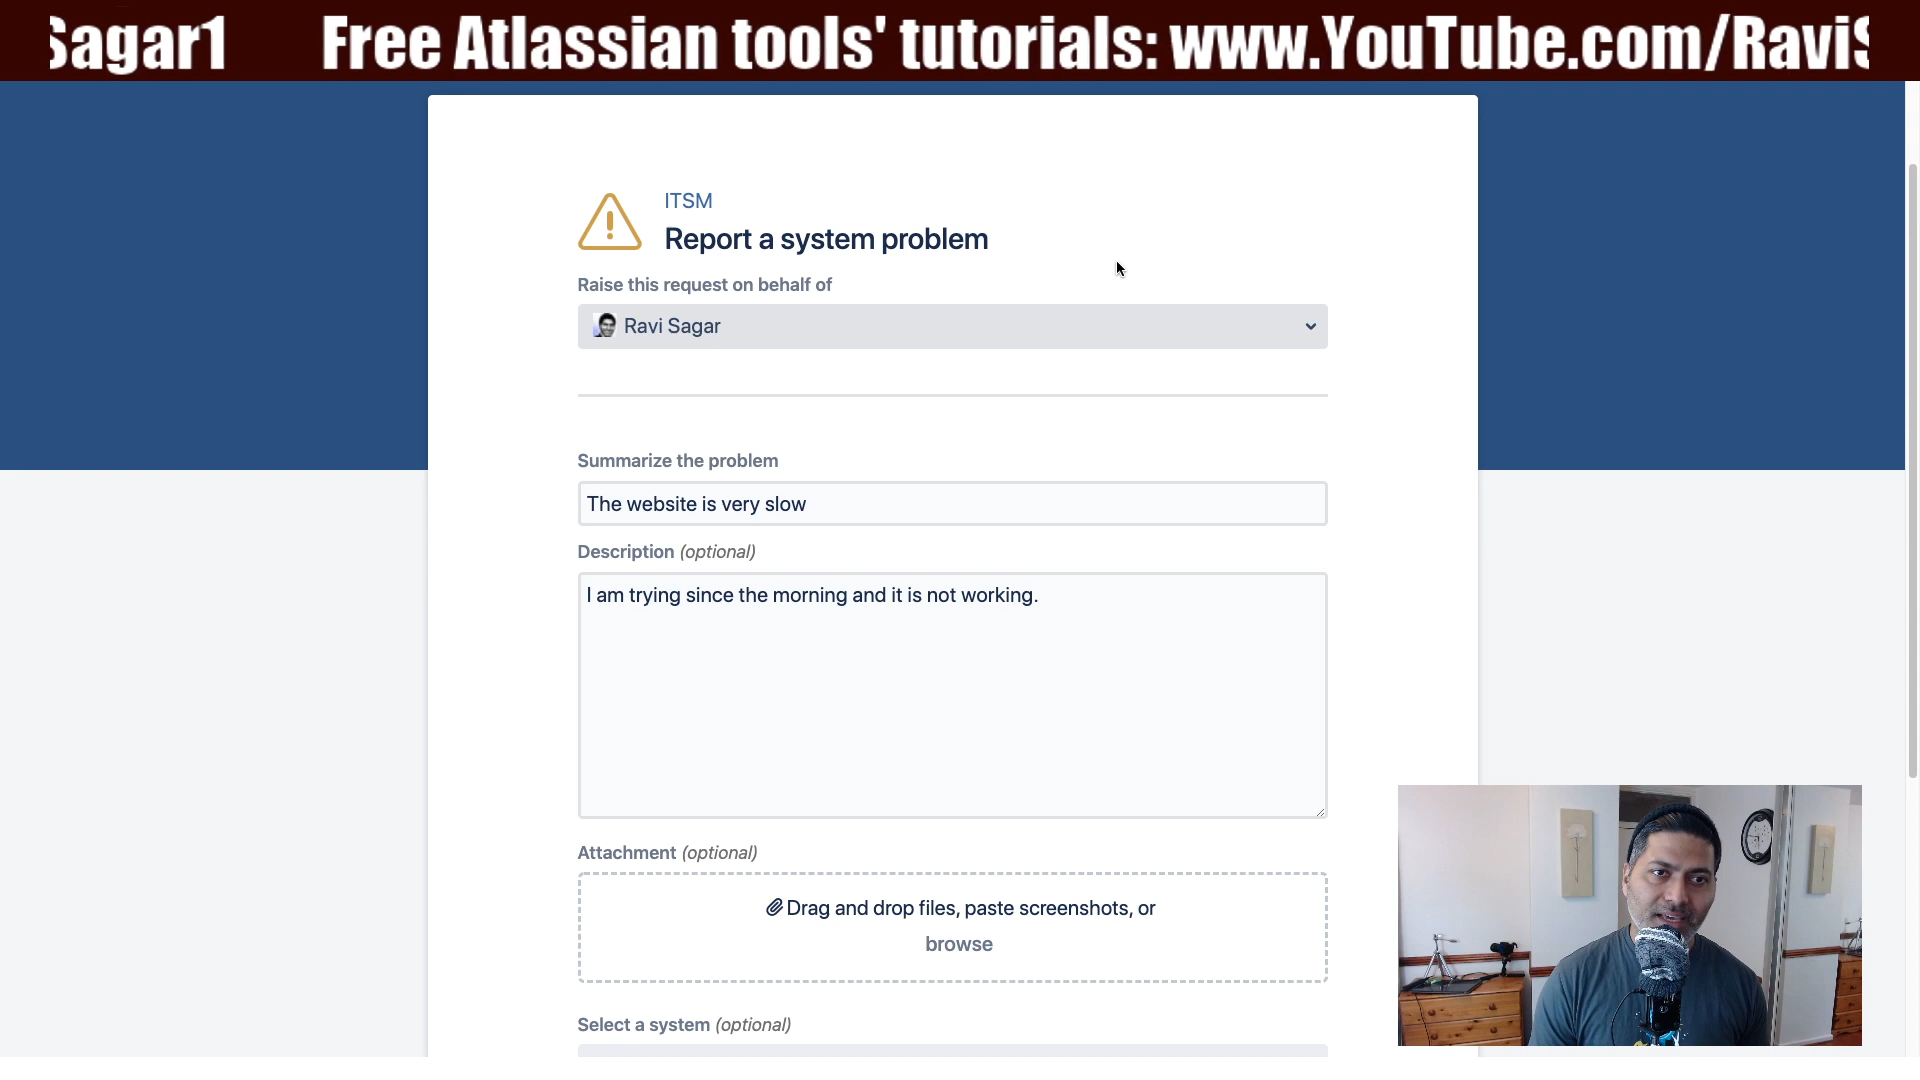 Sagar1 Free Atlassian tools' tutorials: www.YouTube.com/RaviS
ITSM
Report a system problem
Raise this request on behalf of
Ravi Sagar
Summarize the problem
The website is very slow
Description (optional)
I am trying since the morning and it is not working.
Attachment (optional)
Drag and drop files, paste screenshots, or
browse
Select a system (optional)